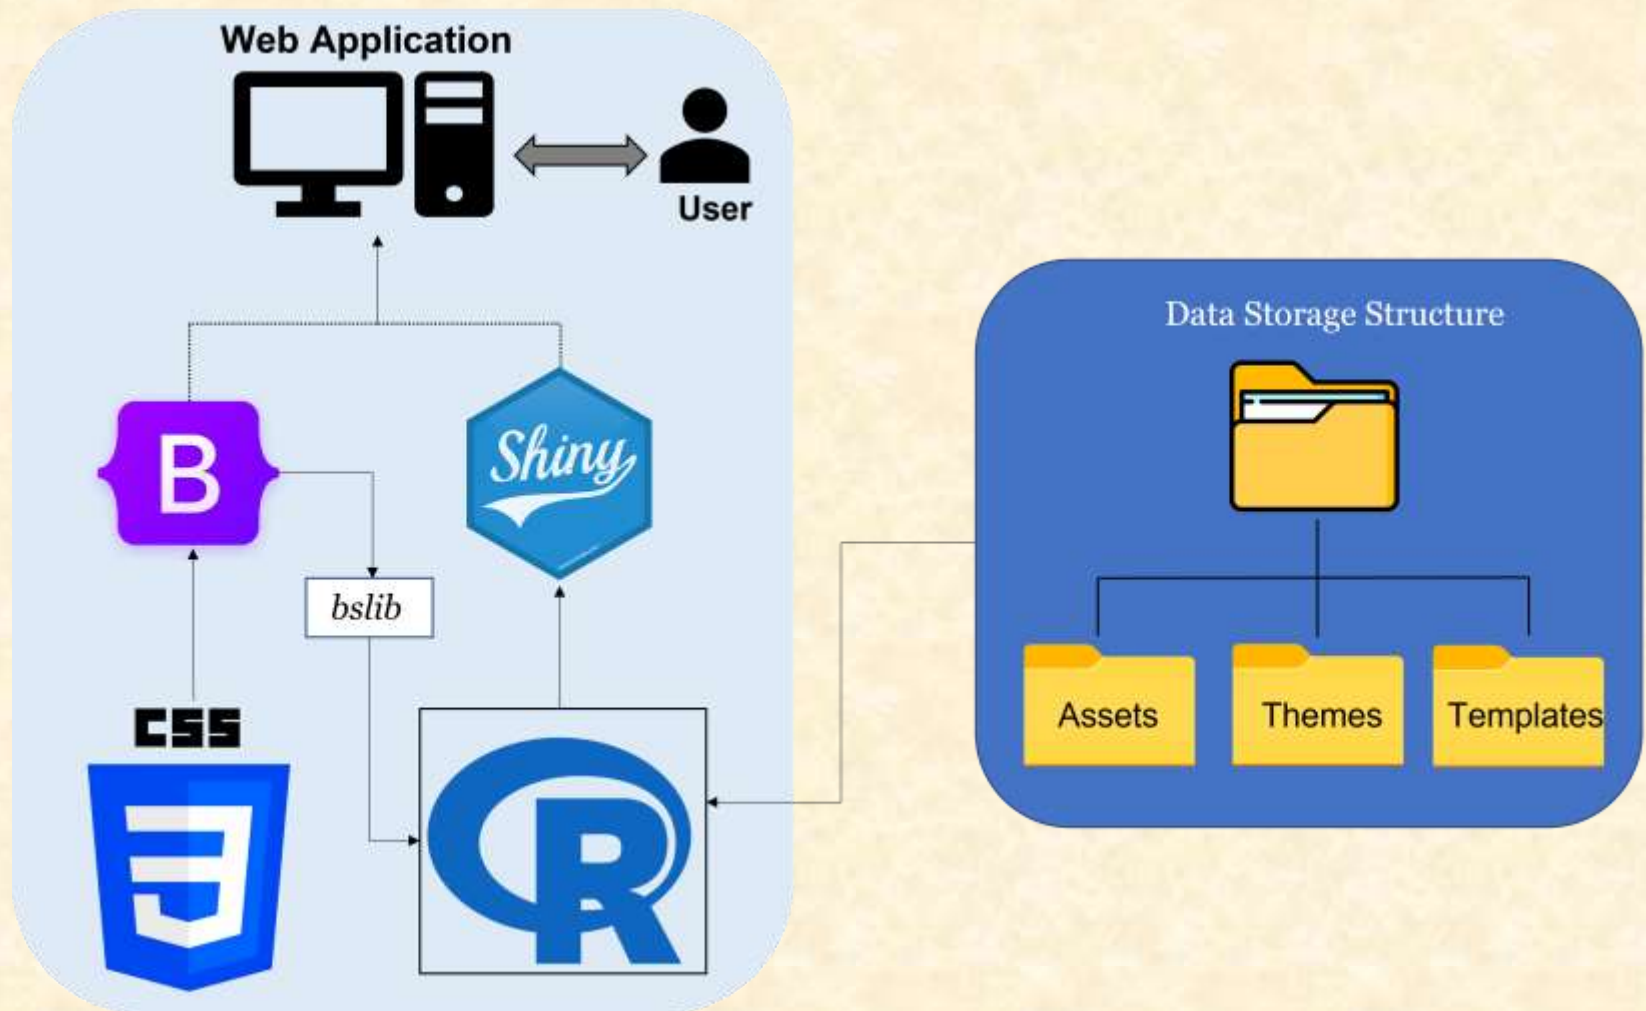 Web Application
User
Data Storage Structure
B
Shiny
bslib
CSS
3
R
Assets
Themes
Templates